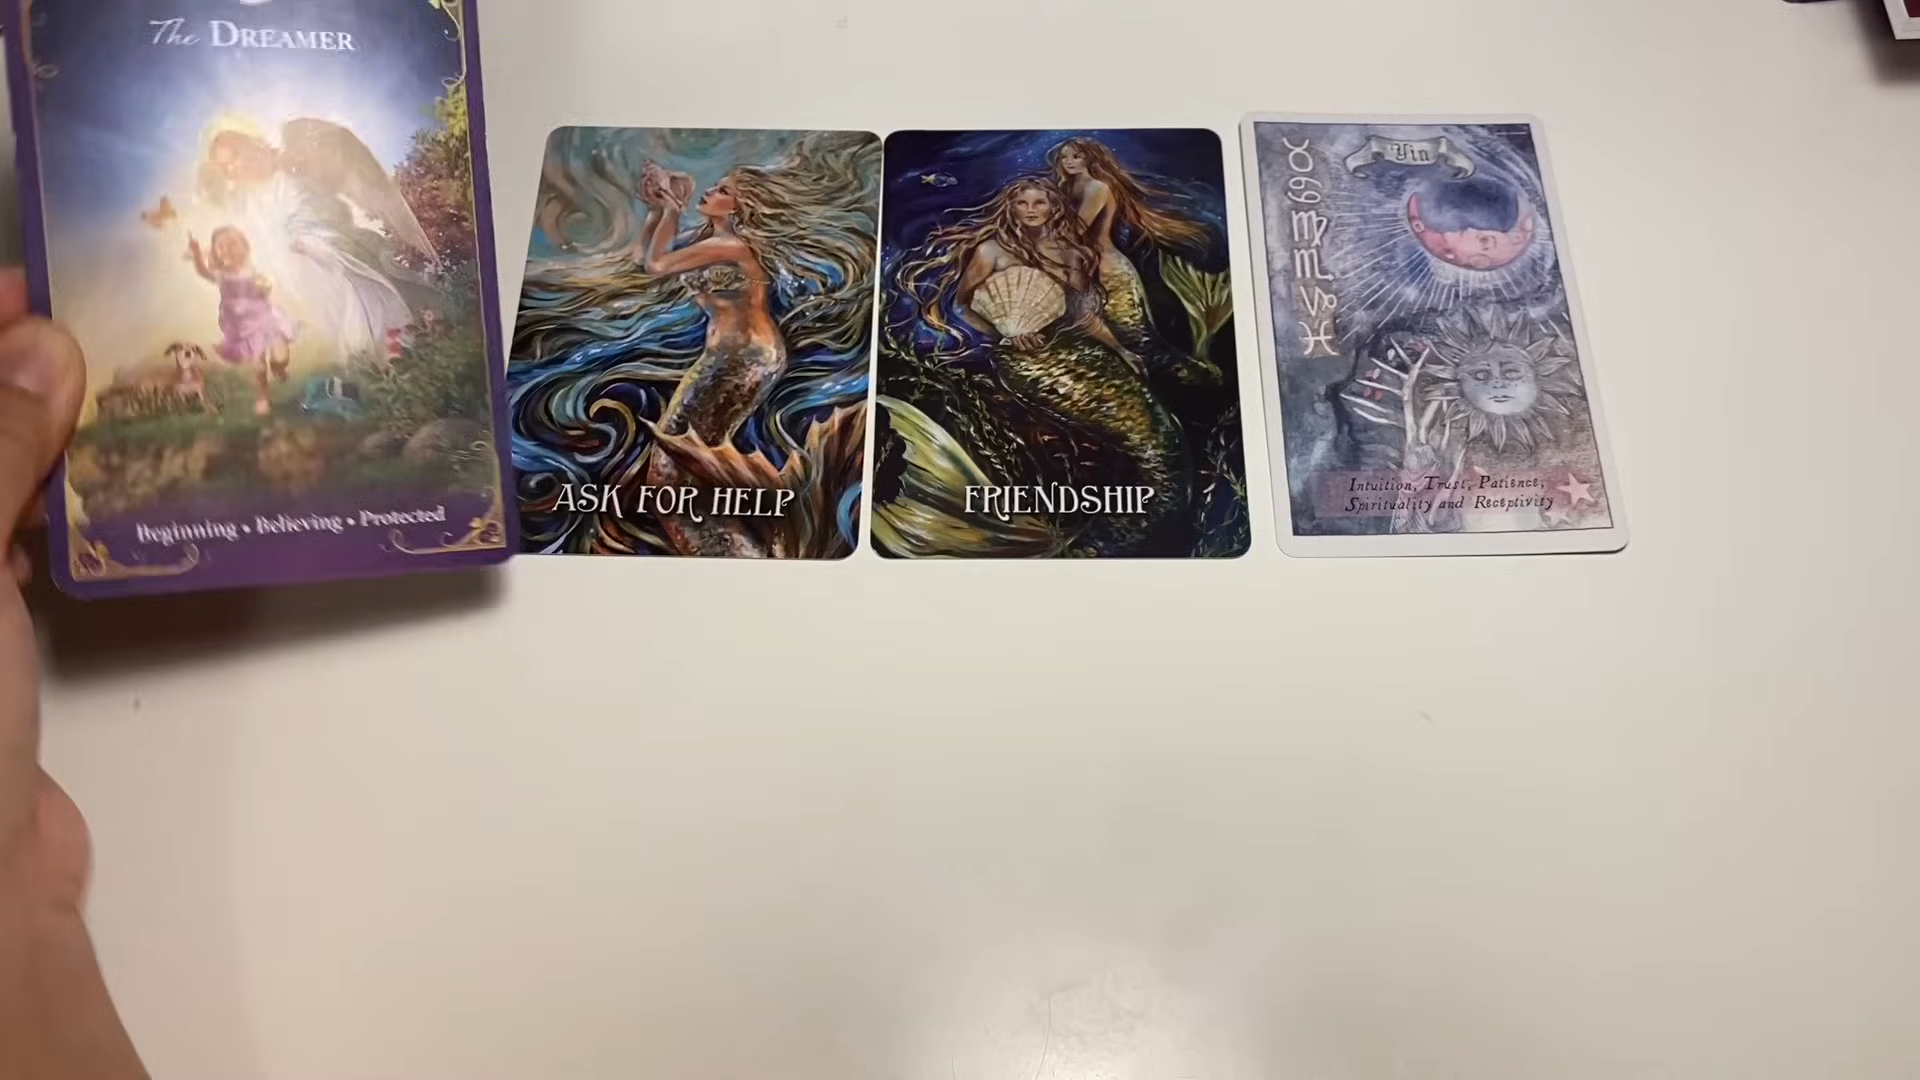 The DREAMER
Beginning • Believing • Protected
ASK FOR HELP
FRIENDSHIP
Yin
♉
♋
♍
♏
♑
♓
Intuition, Trust, Patience,
Spirituality and Receptivity